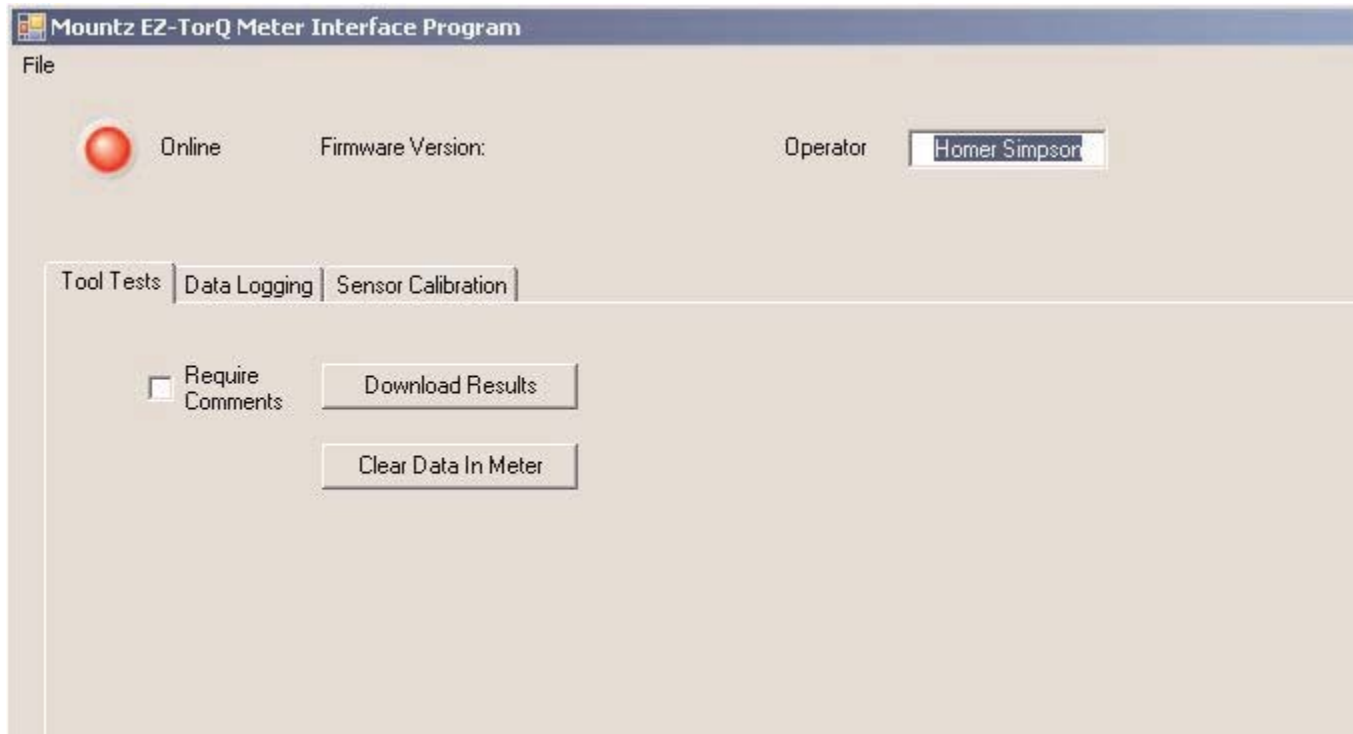 Mountz EZ-TorQ Meter Interface Program
File
Online
Firmware Version:
Operator
Homer Simpson
Tool Tests
Data Logging
Sensor Calibration
Require
Comments
Download Results
Clear Data In Meter